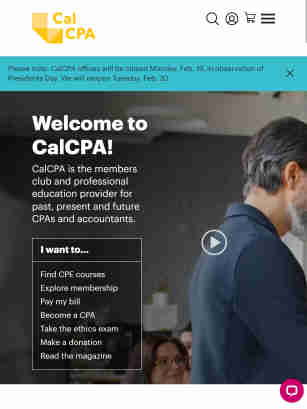 Cal
CPA
Please note: CalCPA offices will be closed Monday, Feb. 19, in observation of
Presidents Day. We will reopen Tuesday, Feb. 20.
Welcome to
CalCPA!
CalCPA is the members
club and professional
education provider for
past, present and future
CPAs and accountants.
I want to...
Find CPE courses
Explore membership
Pay my bill
Become a CPA
Take the ethics exam
Make a donation
Read the magazine